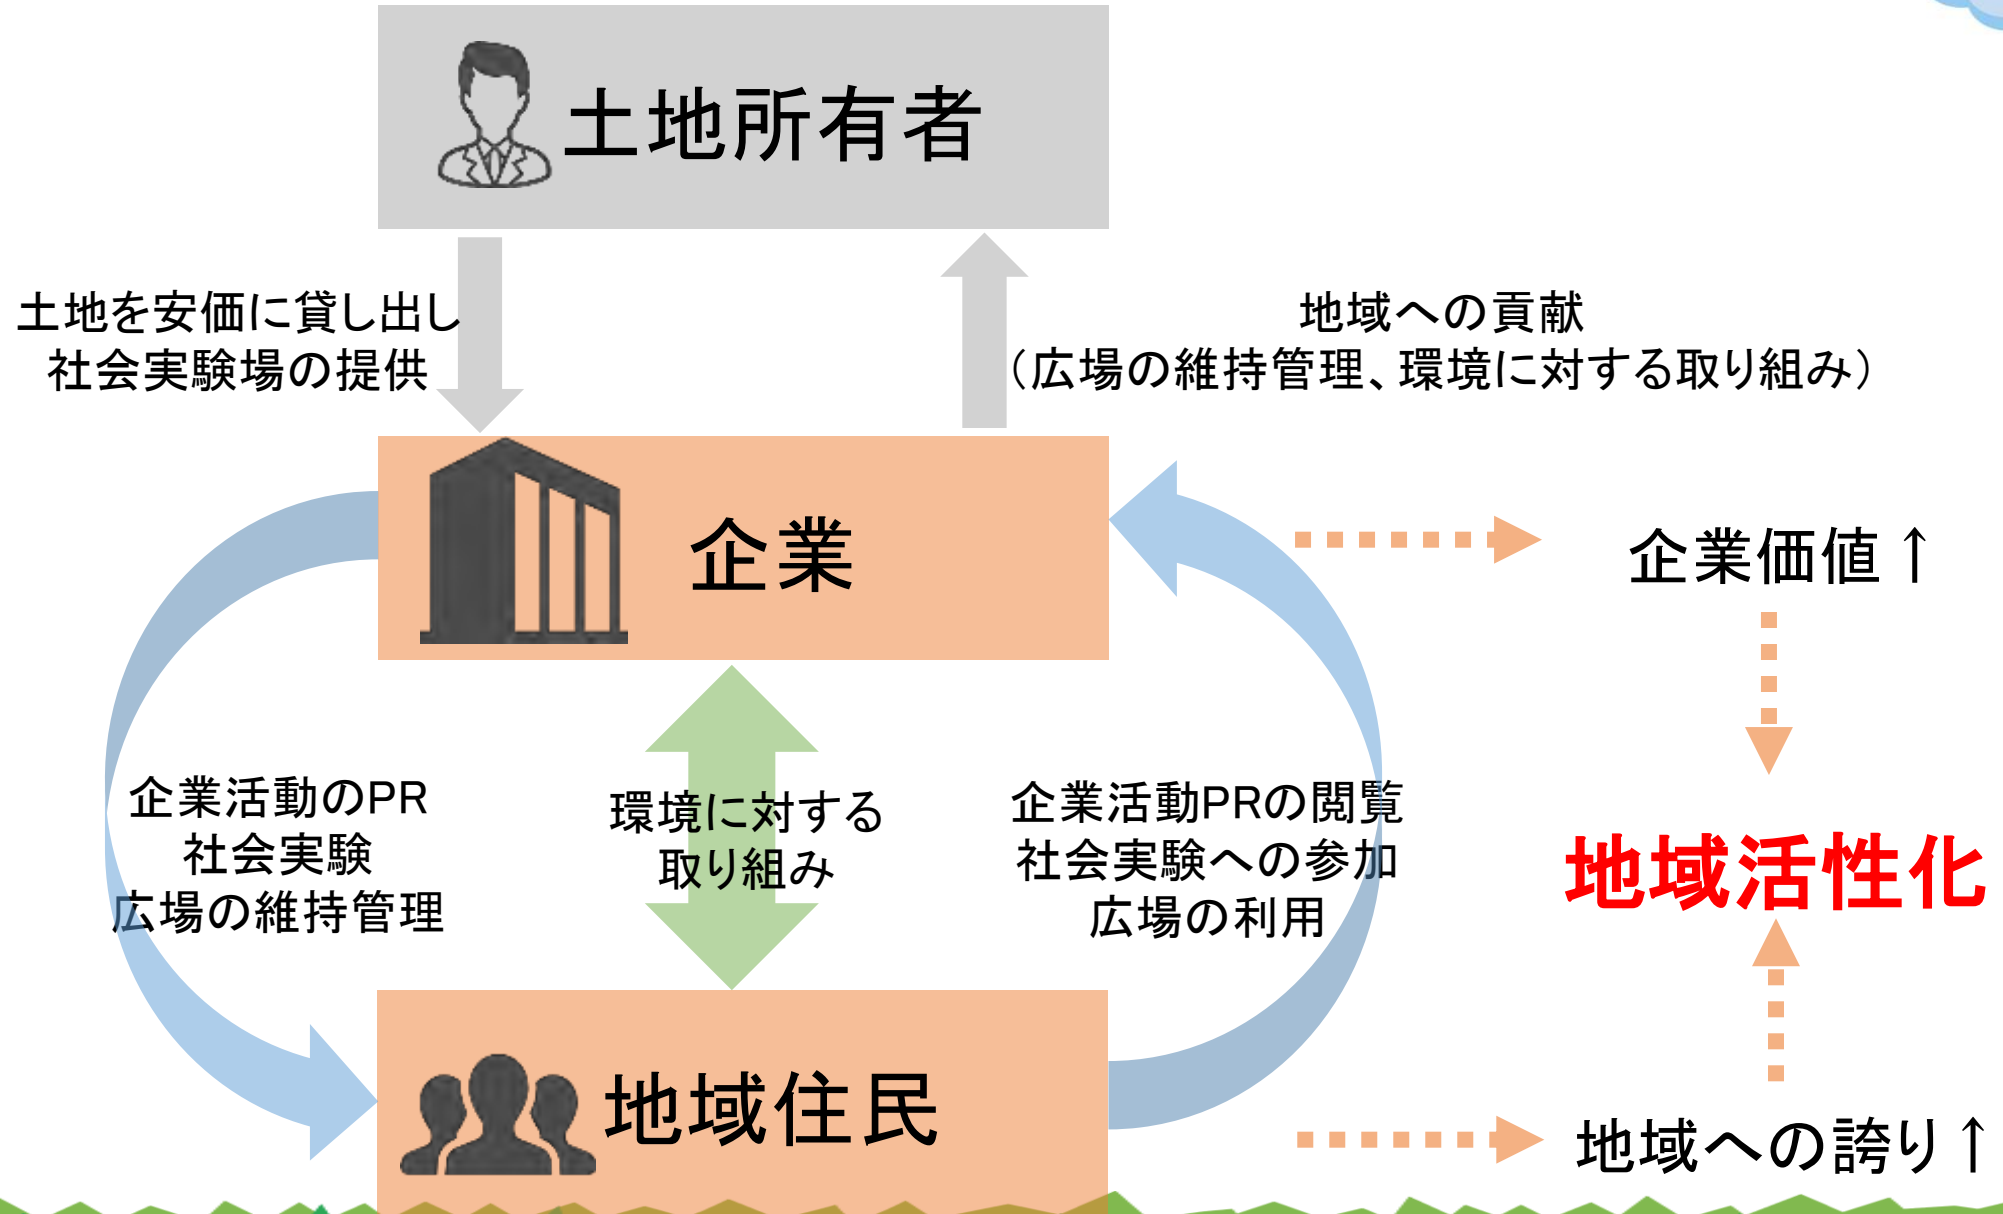 土地所有者
土地を安価に貸し出し
社会実験場の提供
地域への貢献
（広場の維持管理、環境に対する取り組み）
企業
企業価値↑
企業活動のPR
社会実験
広場の維持管理
環境に対する
取り組み
企業活動PRの閲覧
社会実験への参加
広場の利用
地域活性化
地域住民
地域への誇り↑